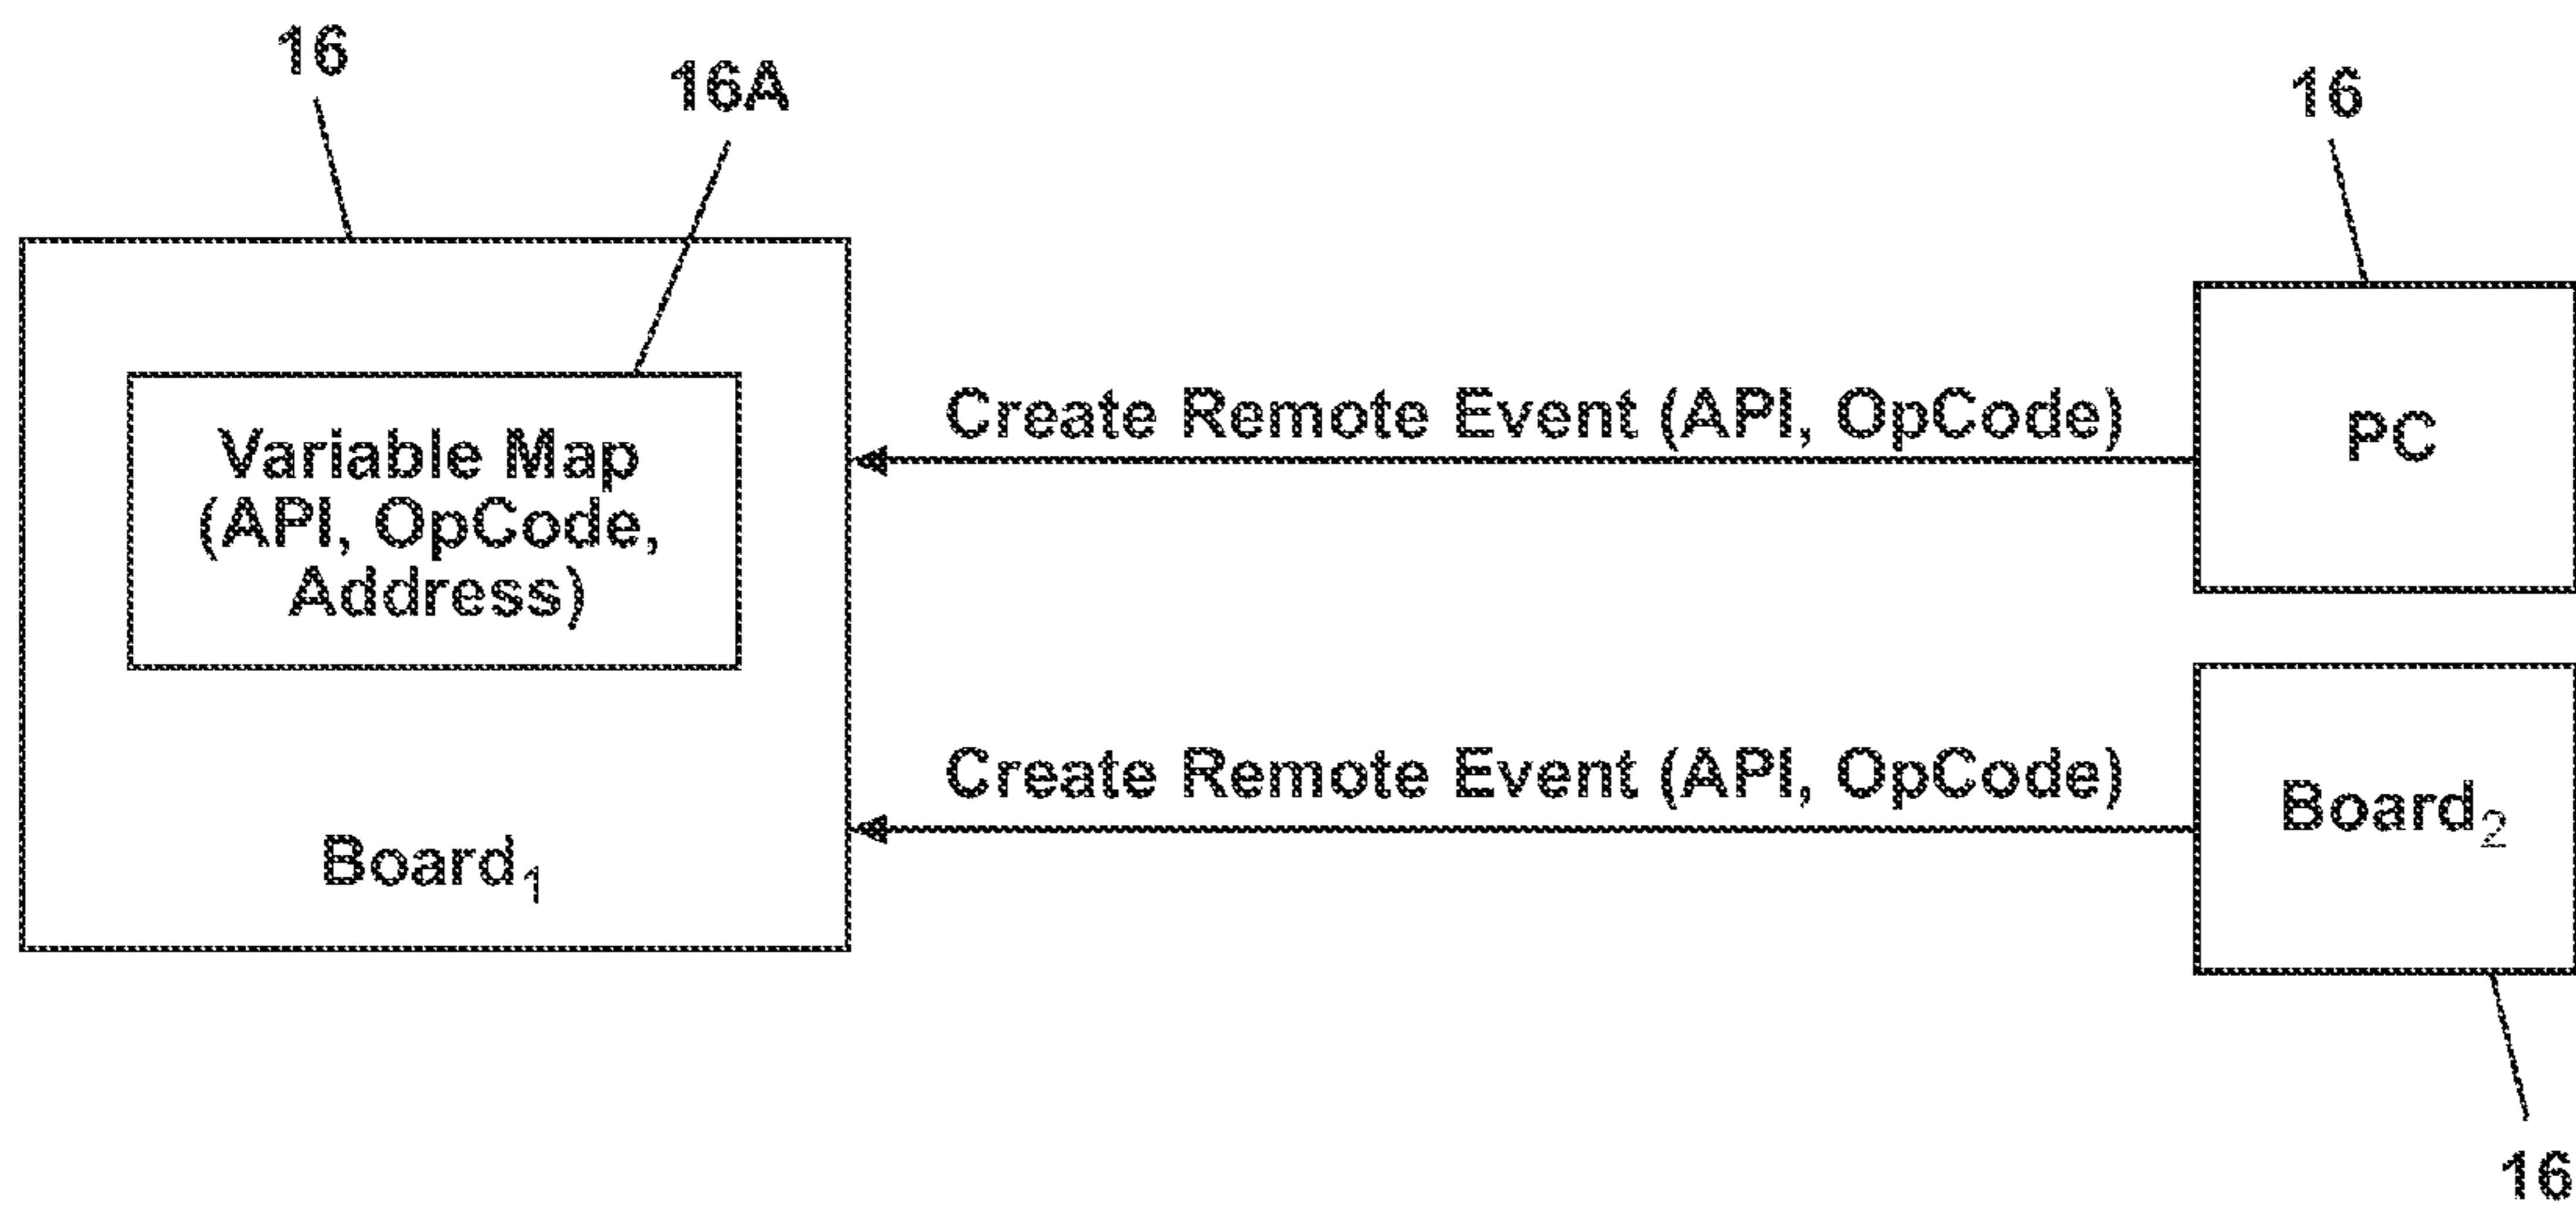 16
16A
16
Variable Map
(API, OpCode,
Address)
Board₁
Create Remote Event (API, OpCode)
PC
Create Remote Event (API, OpCode)
Board₂
16